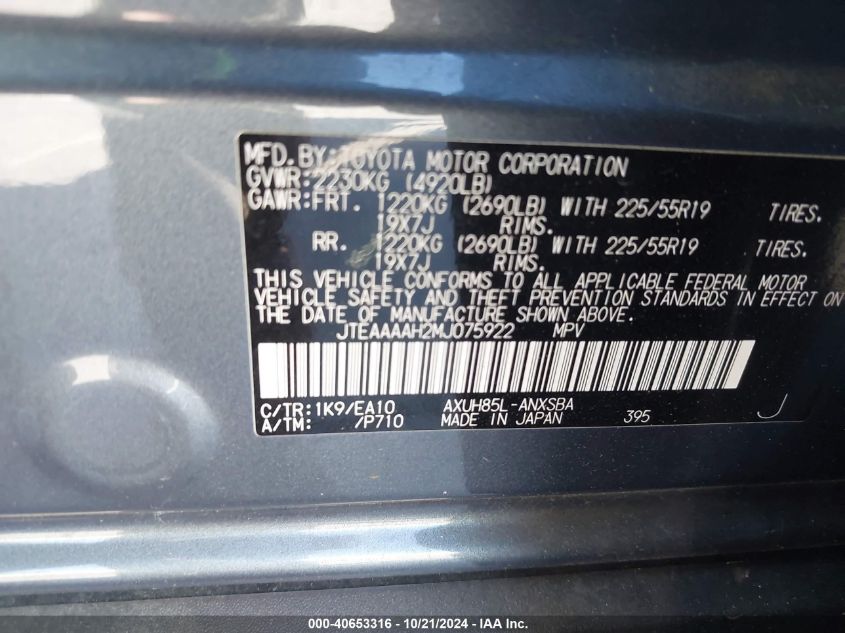 MFD.BY:TOYOTA MOTOR CORPORATION
GVWR:2230KG (4920LB)
GAWR:FRT. 1220KG (2690LB) WITH 225/55R19 TIRES.
19X7J RIMS.
RR. 1220KG (2690LB) WITH 225/55R19 TIRES.
19X7J RIMS.
THIS VEHICLE CONFORMS TO ALL APPLICABLE FEDERAL MOTOR
VEHICLE SAFETY AND THEFT PREVENTION STANDARDS IN EFFECT ON
THE DATE OF MANUFACTURE SHOWN ABOVE.
JTEAAAAH2MJ075922 MPV
C/TR:1K9/EA10 AXUH85L-ANXSBA
A/TM: /P710 MADE IN JAPAN 395 J
000-40653316 - 10/21/2024 - IAAI.COM